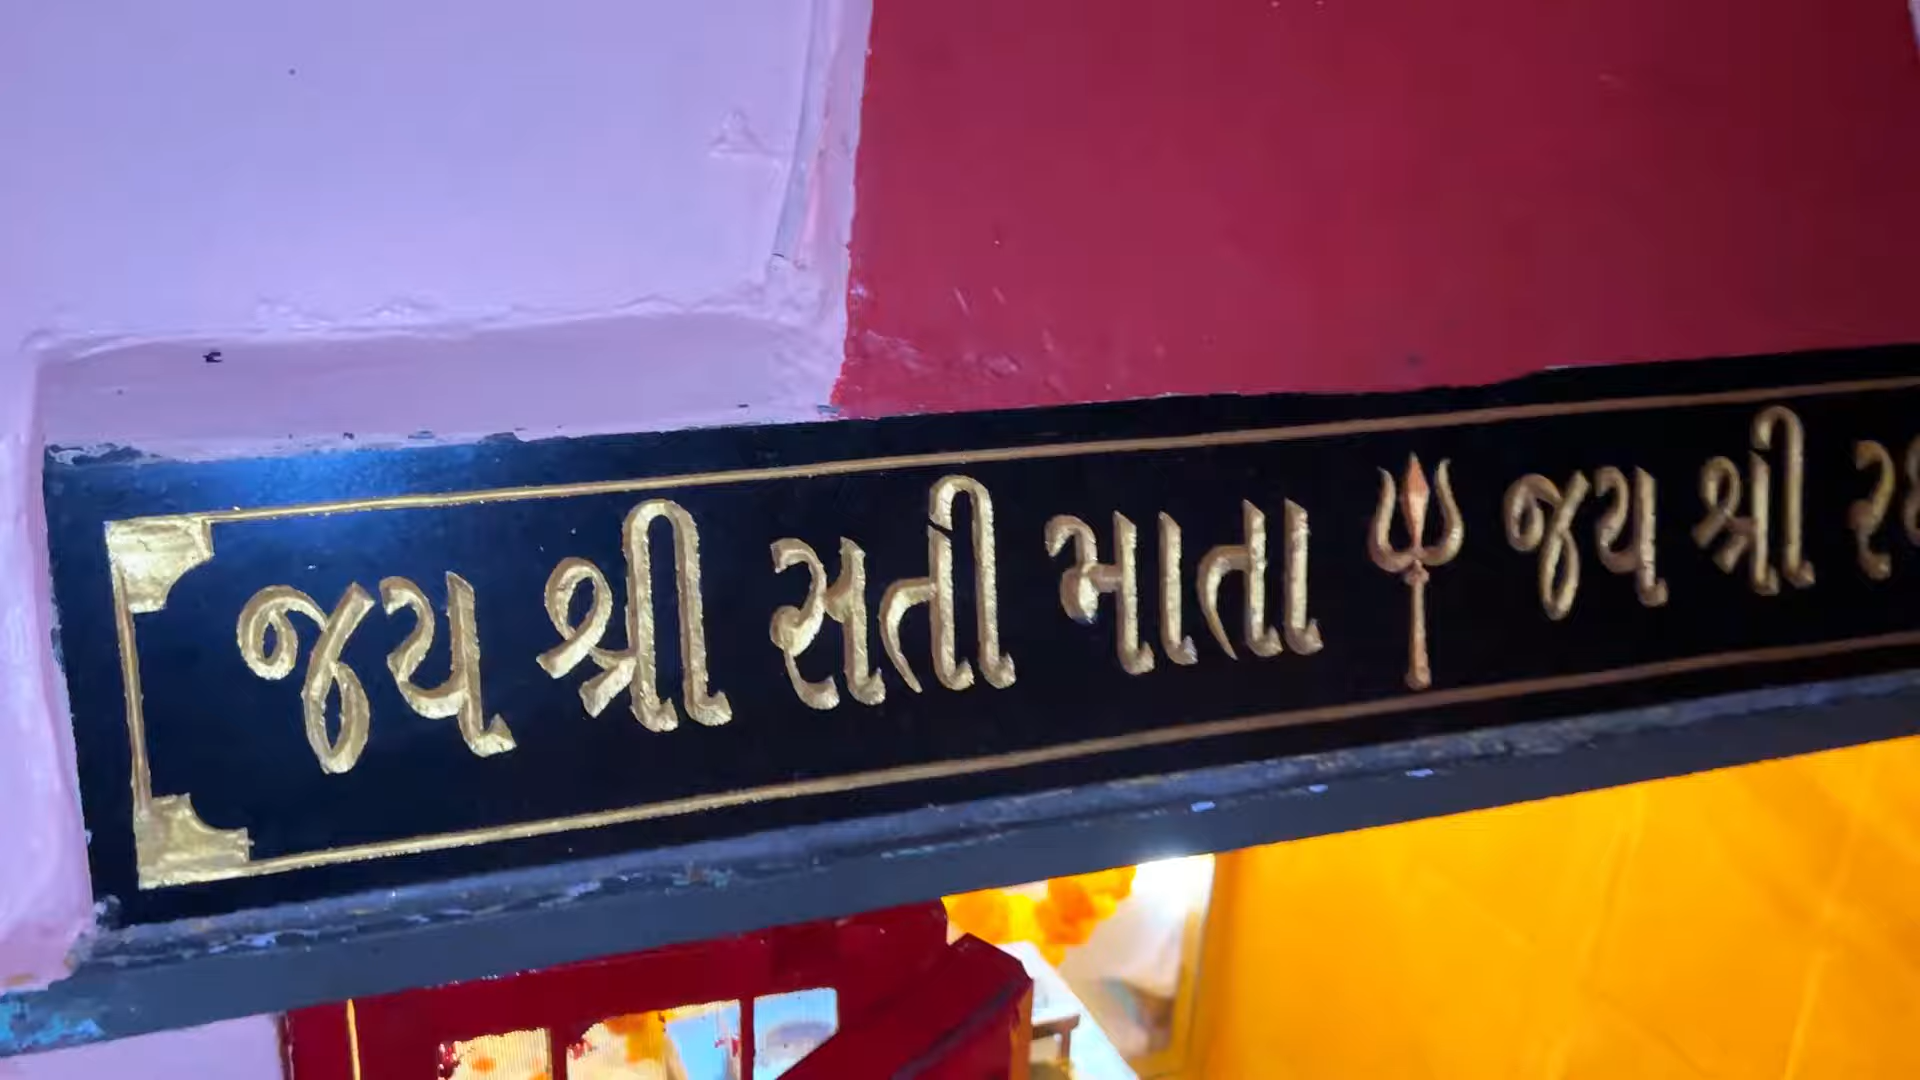 જય શ્રી સતી માતા જય શ્રી